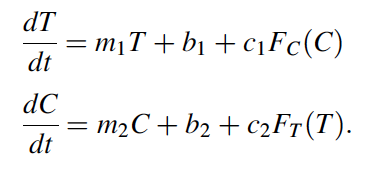 dT/dt = m₁T + b₁ + c₁F_C(C)
dC/dt = m₂C + b₂ + c₂F_T(T).